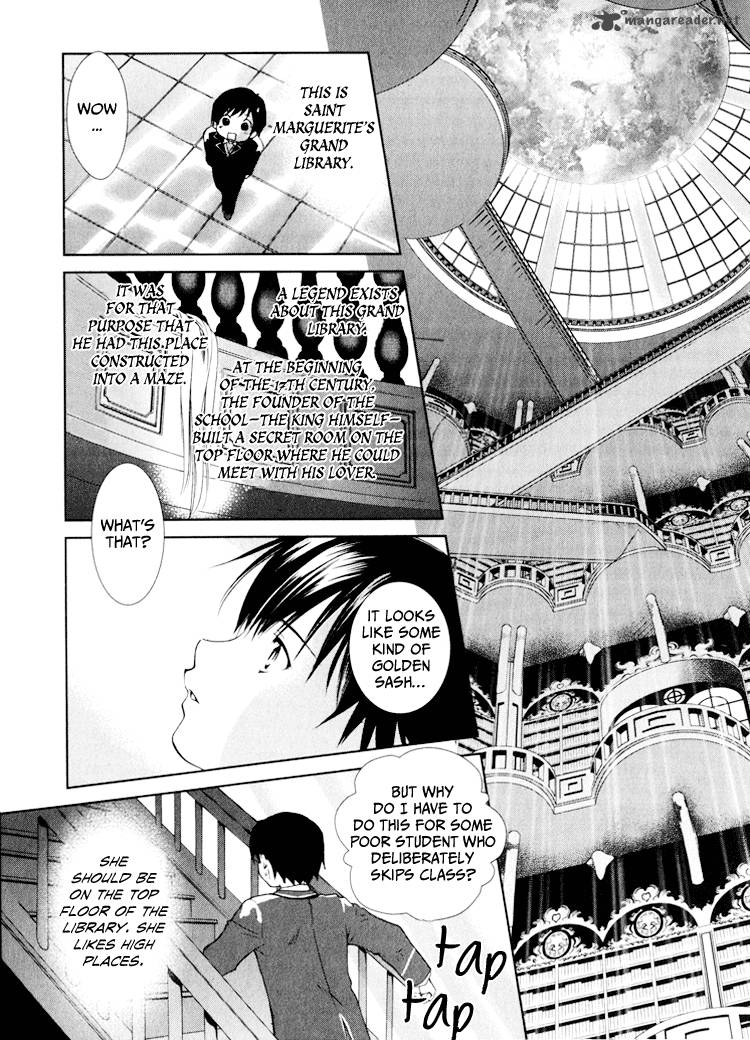 mangareader.net
THIS IS
SAINT
MARGUERITE'S
GRAND
LIBRARY.
WOW
...
A LEGEND EXISTS
ABOUT THIS GRAND
LIBRARY.
AT THE BEGINNING
OF THE 17TH CENTURY,
THE FOUNDER OF THE
SCHOOL—THE KING HIMSELF—
BUILT A SECRET ROOM ON THE
TOP FLOOR WHERE HE COULD
MEET WITH HIS LOVER.
IT WAS
FOR THAT
PURPOSE THAT
HE HAD THIS PLACE
CONSTRUCTED
INTO A MAZE.
WHAT'S
THAT?
IT LOOKS
LIKE SOME
KIND OF
GOLDEN
SASH...
BUT WHY
DO I HAVE TO
DO THIS FOR SOME
POOR STUDENT WHO
DELIBERATELY
SKIPS CLASS?
SHE
SHOULD BE
ON THE TOP
FLOOR OF THE
LIBRARY. SHE
LIKES HIGH
PLACES.
tap
tap